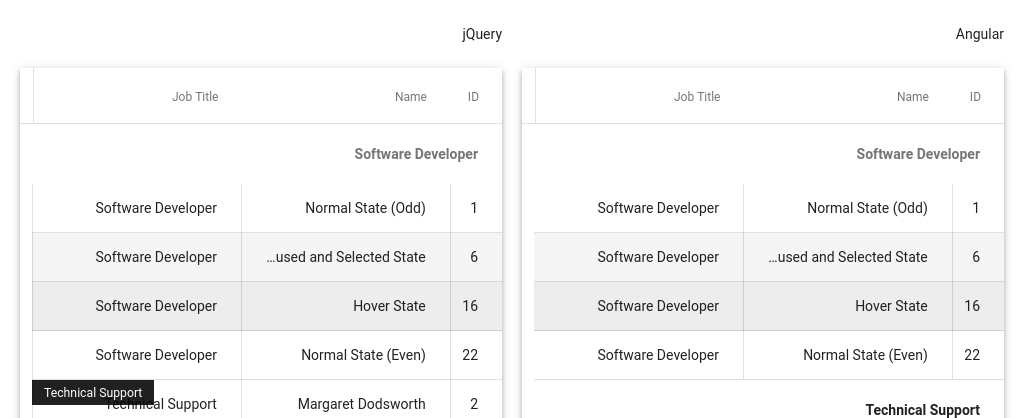 jQuery
Job Title Name ID
Software Developer
Software Developer Normal State (Odd) 1
Software Developer ...used and Selected State 6
Software Developer Hover State 16
Software Developer Normal State (Even) 22
Technical Support
Technical Support Margaret Dodsworth 2
Angular
Job Title Name ID
Software Developer
Software Developer Normal State (Odd) 1
Software Developer ...used and Selected State 6
Software Developer Hover State 16
Software Developer Normal State (Even) 22
Technical Support